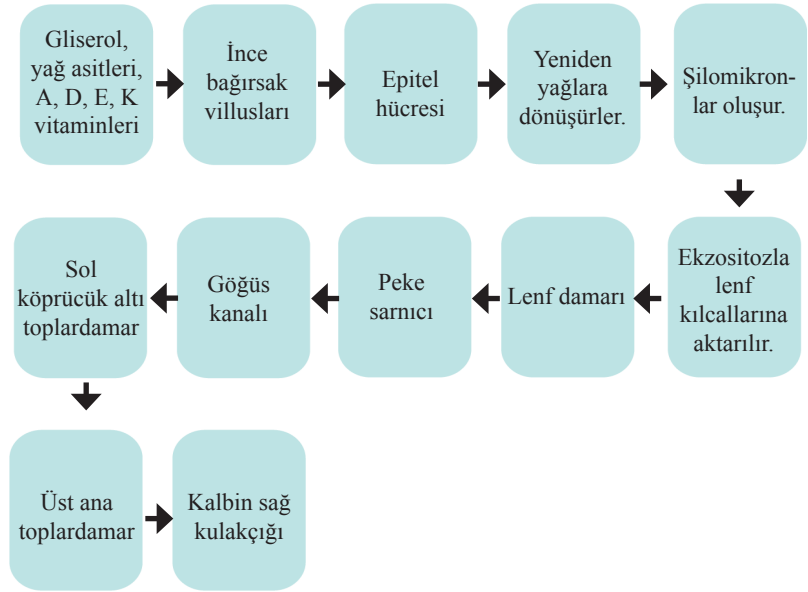 Gliserol,
yağ asitleri,
A, D, E, K
vitaminleri
İnce
bağırsak
villusları
Epitel
hücresi
Yeniden
yağlara
dönüşürler.
Şilomikron-
lar oluşur.
Ekzositozla
lenf
kılcallarına
aktarılır.
Lenf damarı
Peke
sarnıcı
Göğüs
kanalı
Sol
köprücük altı
toplardamar
Üst ana
toplardamar
Kalbin sağ
kulakçığı